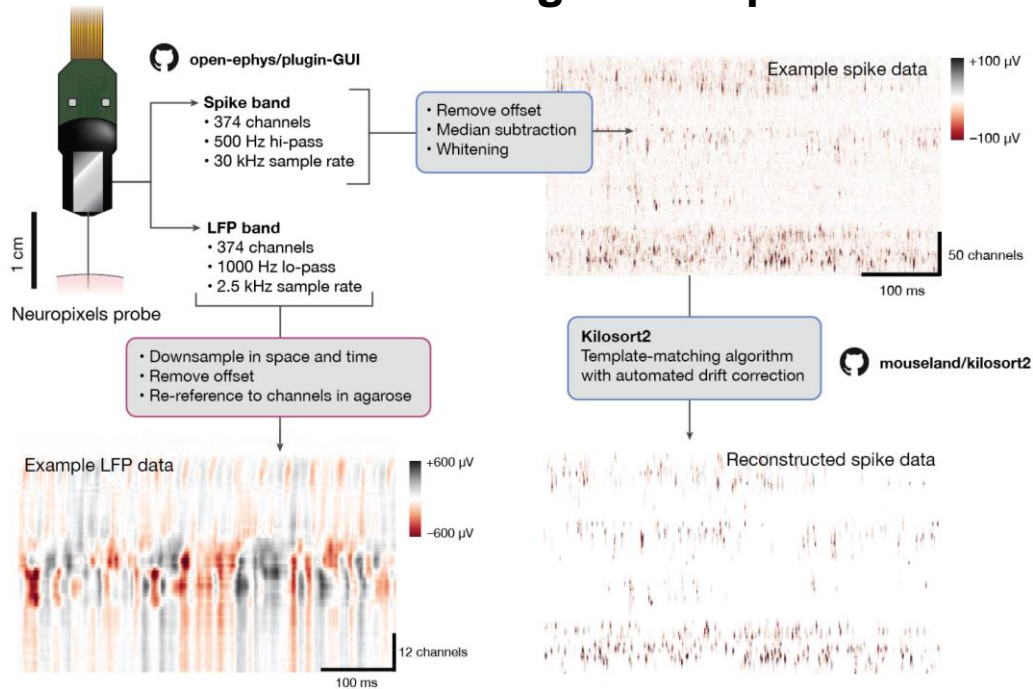 open-ephys/plugin-GUI
Spike band
• 374 channels
• 500 Hz hi-pass
• 30 kHz sample rate
• Remove offset
• Median subtraction
• Whitening
Example spike data
+100 µV
−100 µV
50 channels
100 ms
LFP band
• 374 channels
• 1000 Hz lo-pass
• 2.5 kHz sample rate
1 cm
Neuropixels probe
• Downsample in space and time
• Remove offset
• Re-reference to channels in agarose
Kilosort2
Template-matching algorithm
with automated drift correction
mouseland/kilosort2
Example LFP data
+600 µV
−600 µV
12 channels
100 ms
Reconstructed spike data